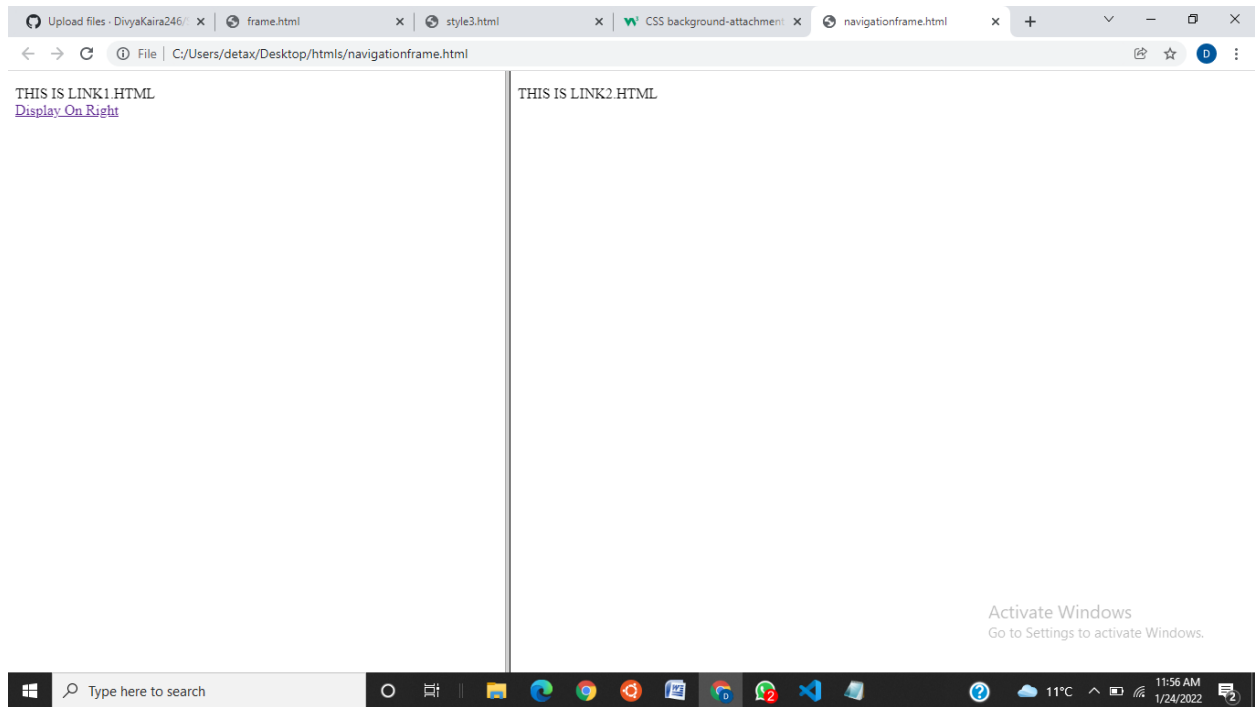 Upload files · DivyaKaira246/
frame.html
style3.html
CSS background-attachment
navigationframe.html
File | C:/Users/detax/Desktop/htmls/navigationframe.html
D
THIS IS LINK1.HTML
Display On Right
THIS IS LINK2.HTML
Activate Windows
Go to Settings to activate Windows.
Type here to search
11°C
11:56 AM
1/24/2022